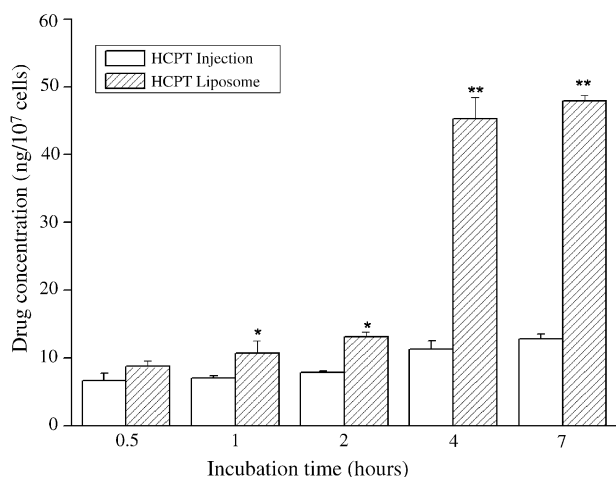 60
50
40
30
20
10
0
Drug concentration (ng/10⁷ cells)
HCPT Injection
HCPT Liposome
*
*
**
**
0.5 1 2 4 7
Incubation time (hours)